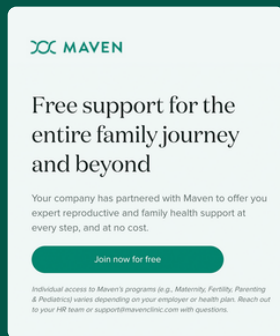 MAVEN
Free support for the
entire family journey
and beyond
Your company has partnered with Maven to offer you
expert reproductive and family health support at
every step, and at no cost.
Join now for free
Individual access to Maven's programs (e.g., Maternity, Fertility, Parenting
& Pediatrics) varies depending on your employer or health plan. Reach out
to your HR team or support@mavenclinic.com with questions.